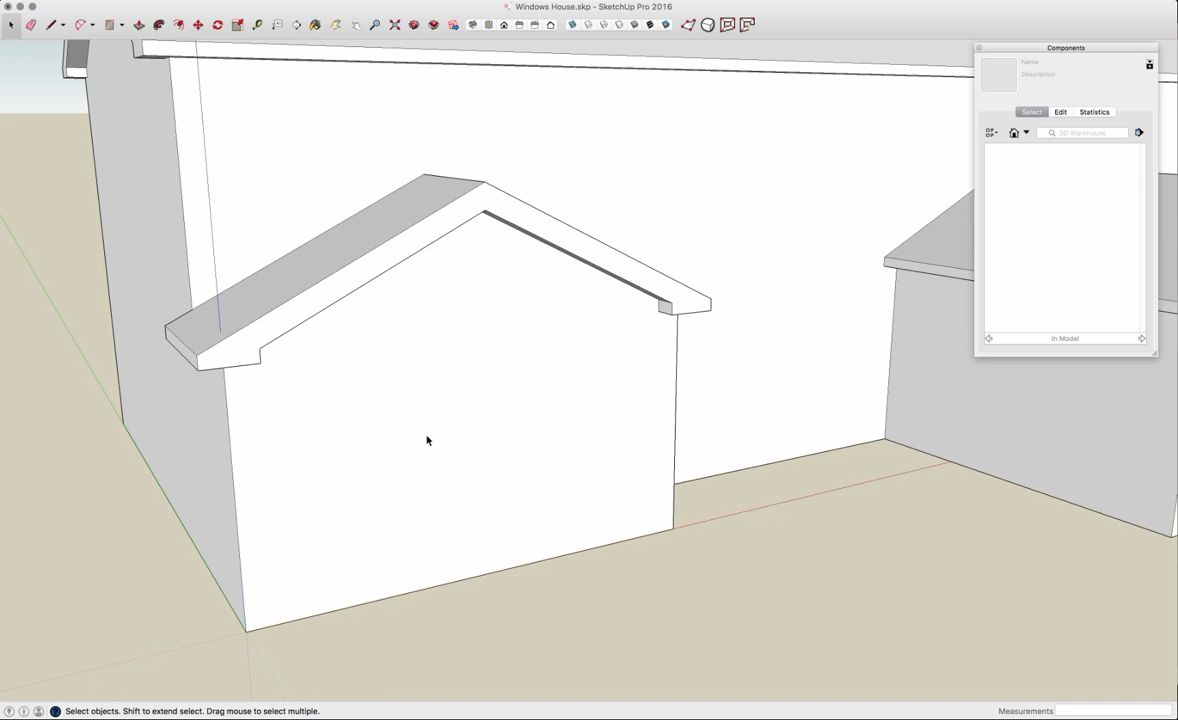 Windows House.skp - SketchUp Pro 2016
Components
Name
Description
Select Edit Statistics
3D Warehouse
In Model
Select objects. Shift to extend select. Drag mouse to select multiple.
Measurements